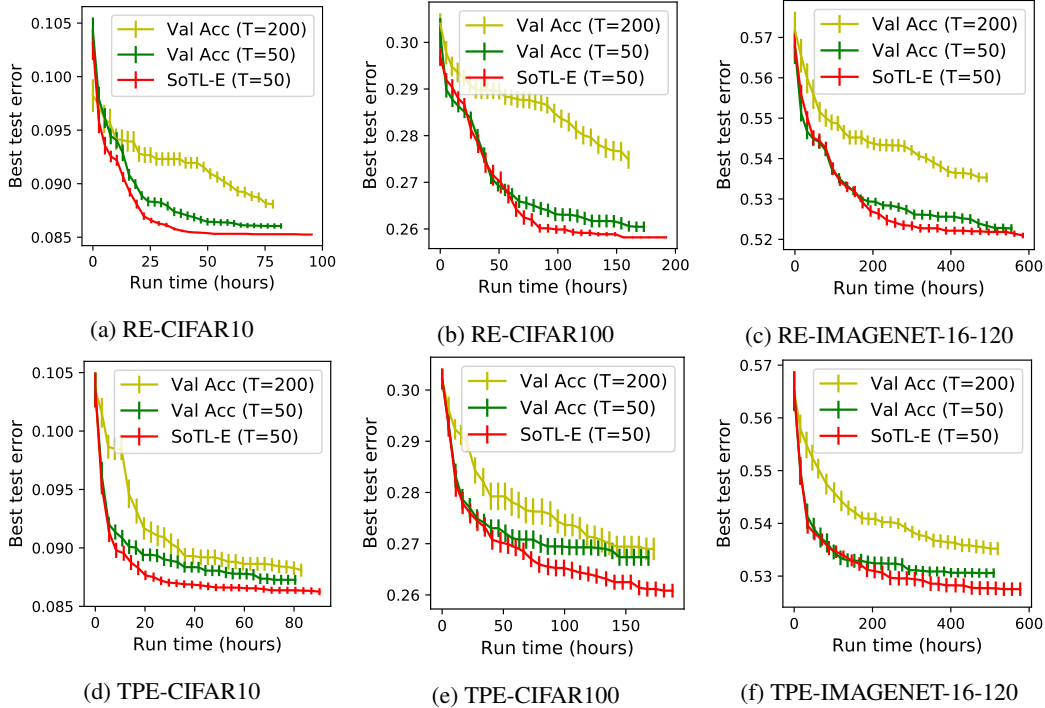 Best test error
0.105
0.100
0.095
0.090
0.085
Val Acc (T=200)
Val Acc (T=50)
SoTL-E (T=50)
0 25 50 75 100
Run time (hours)
(a) RE-CIFAR10
Best test error
0.30
0.29
0.28
0.27
0.26
Val Acc (T=200)
Val Acc (T=50)
SoTL-E (T=50)
0 50 100 150 200
Run time (hours)
(b) RE-CIFAR100
Best test error
0.57
0.56
0.55
0.54
0.53
0.52
Val Acc (T=200)
Val Acc (T=50)
SoTL-E (T=50)
0 200 400 600
Run time (hours)
(c) RE-IMAGENET-16-120
Best test error
0.105
0.100
0.095
0.090
0.085
Val Acc (T=200)
Val Acc (T=50)
SoTL-E (T=50)
0 20 40 60 80
Run time (hours)
(d) TPE-CIFAR10
Best test error
0.30
0.29
0.28
0.27
0.26
Val Acc (T=200)
Val Acc (T=50)
SoTL-E (T=50)
0 50 100 150
Run time (hours)
(e) TPE-CIFAR100
Best test error
0.57
0.56
0.55
0.54
0.53
Val Acc (T=200)
Val Acc (T=50)
SoTL-E (T=50)
0 200 400 600
Run time (hours)
(f) TPE-IMAGENET-16-120